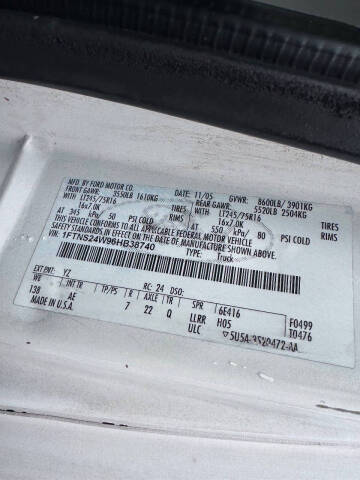 MFD. BY FORD MOTOR CO.
DATE: 11/05 GVWR: 8600LB/ 3901KG
FRONT GAWR: 3550LB 1610KG REAR GAWR: 5520LB 2504KG
WITH LT245/75R16 TIRES WITH LT245/75R16 TIRES
16x7.0K RIMS 16x7.0K RIMS
AT 345 kPa/ 50 PSI COLD AT 550 kPa/ 80 PSI COLD
THIS VEHICLE CONFORMS TO ALL APPLICABLE FEDERAL MOTOR VEHICLE
SAFETY STANDARDS IN EFFECT ON THE DATE OF MANUFACTURE SHOWN ABOVE.
VEH. IDENT. NO.: 1FTNS24W96HB38740
TYPE: Truck
EXT PNT: YZ RC: 24 DSO:
WB INT TR TP/PS R AXLE TR SPR 6E416 F0499
138 AE 7 22 Q LLRR H05 T0476
MADE IN U.S.A. ULC